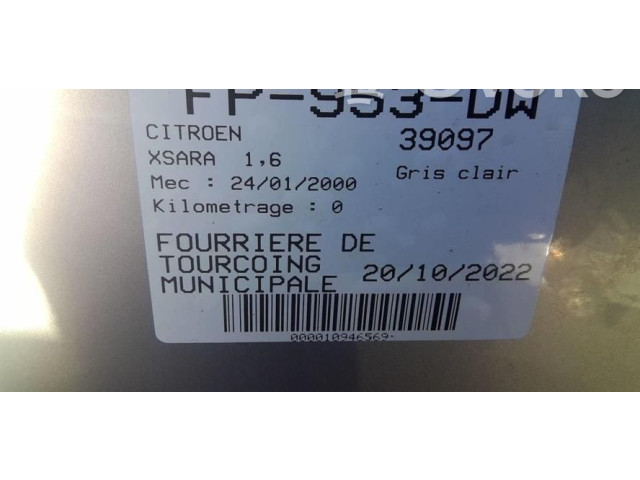 FP-953-DW
CITROEN 39097
XSARA 1,6 Gris clair
Mec : 24/01/2000
Kilometrage : 0
FOURRIERE DE
TOURCOING 20/10/2022
MUNICIPALE
000010946569-